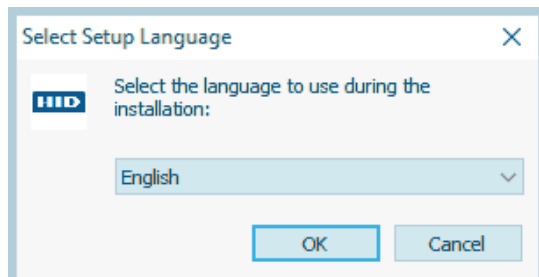 Select Setup Language
HID
Select the language to use during the
installation:
English
OK
Cancel